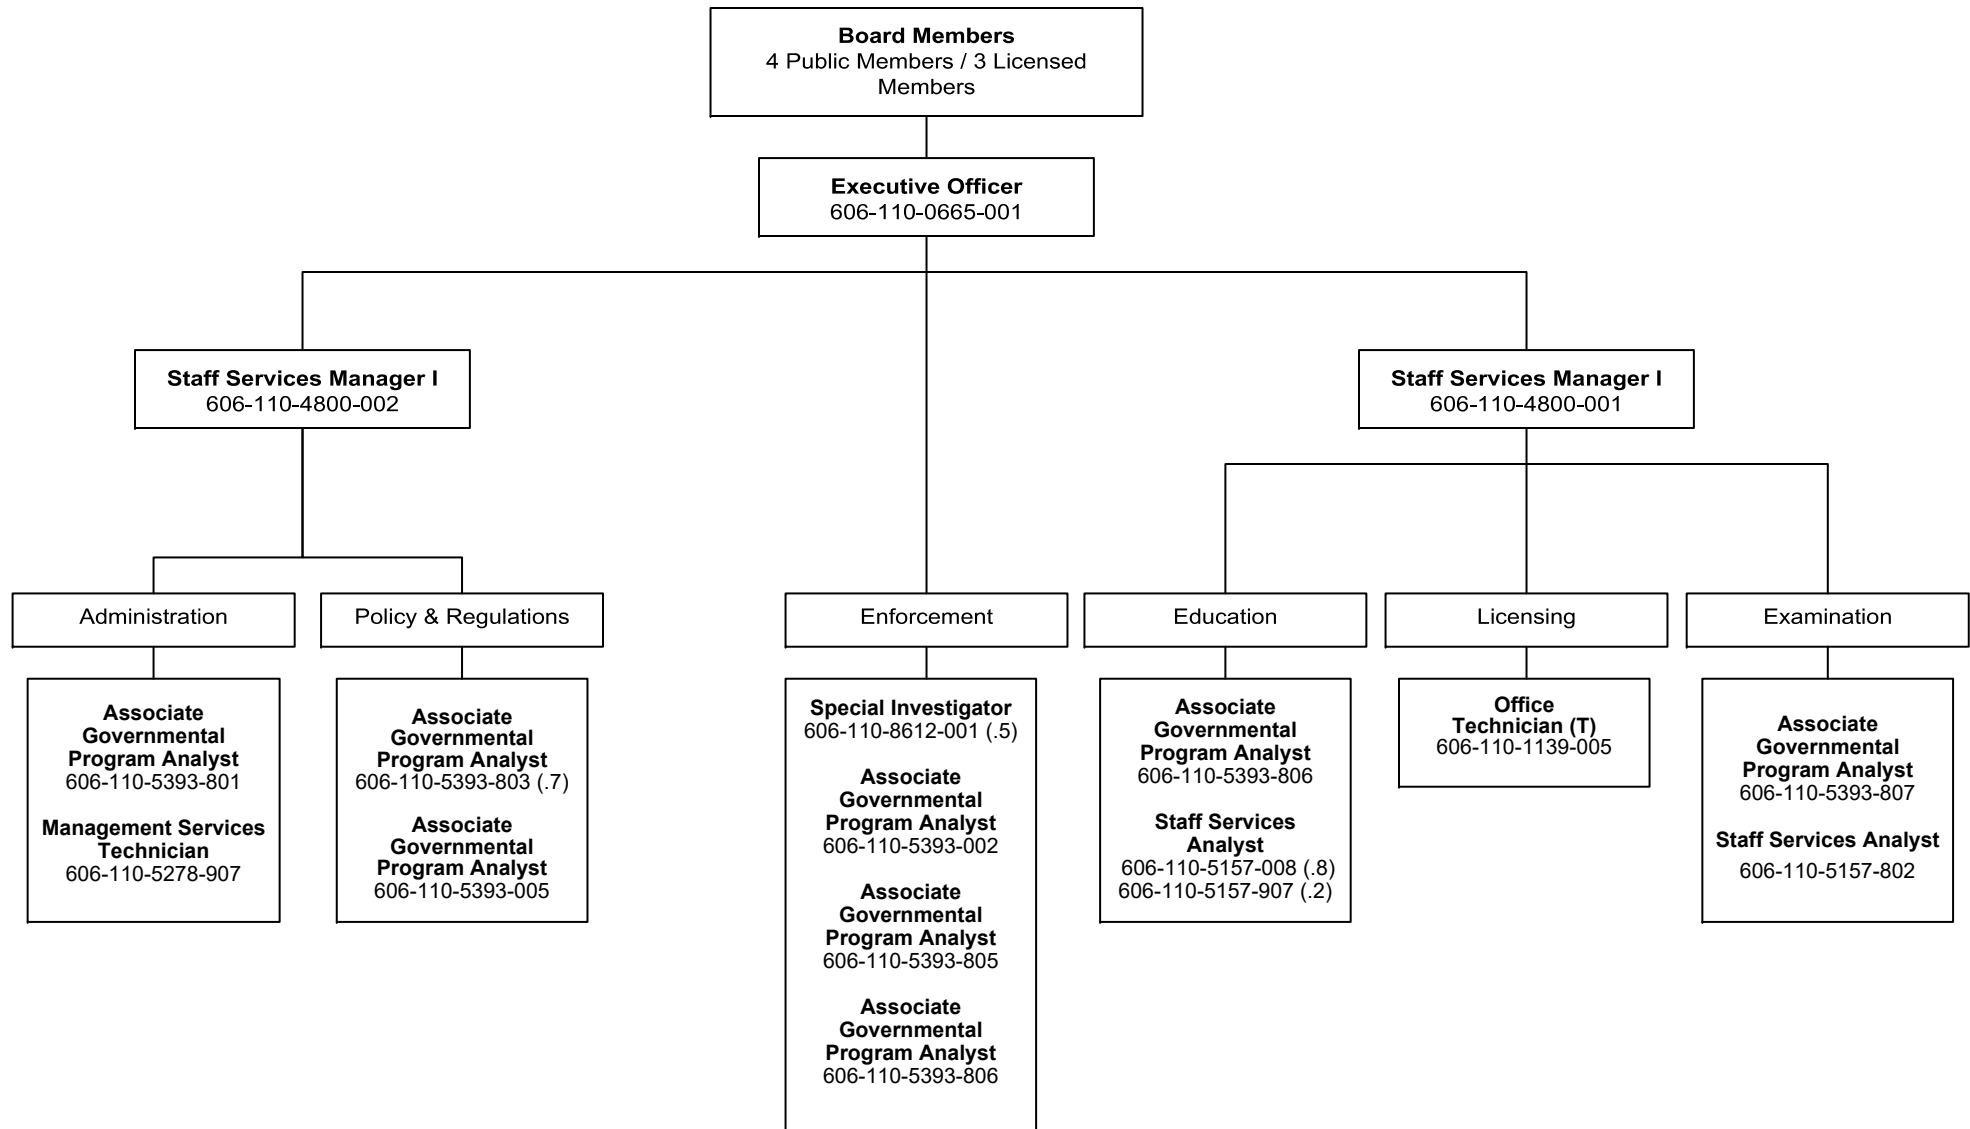 Board Members
4 Public Members / 3 Licensed
Members
Executive Officer
606-110-0665-001
Staff Services Manager I
606-110-4800-002
Staff Services Manager I
606-110-4800-001
Administration
Policy & Regulations
Enforcement
Education
Licensing
Examination
Associate
Governmental
Program Analyst
606-110-5393-801
Management Services
Technician
606-110-5278-907
Associate
Governmental
Program Analyst
606-110-5393-803 (.7)
Associate
Governmental
Program Analyst
606-110-5393-005
Special Investigator
606-110-8612-001 (.5)
Associate
Governmental
Program Analyst
606-110-5393-002
Associate
Governmental
Program Analyst
606-110-5393-805
Associate
Governmental
Program Analyst
606-110-5393-806
Associate
Governmental
Program Analyst
606-110-5393-806
Staff Services
Analyst
606-110-5157-008 (.8)
606-110-5157-907 (.2)
Office
Technician (T)
606-110-1139-005
Associate
Governmental
Program Analyst
606-110-5393-807
Staff Services Analyst
606-110-5157-802